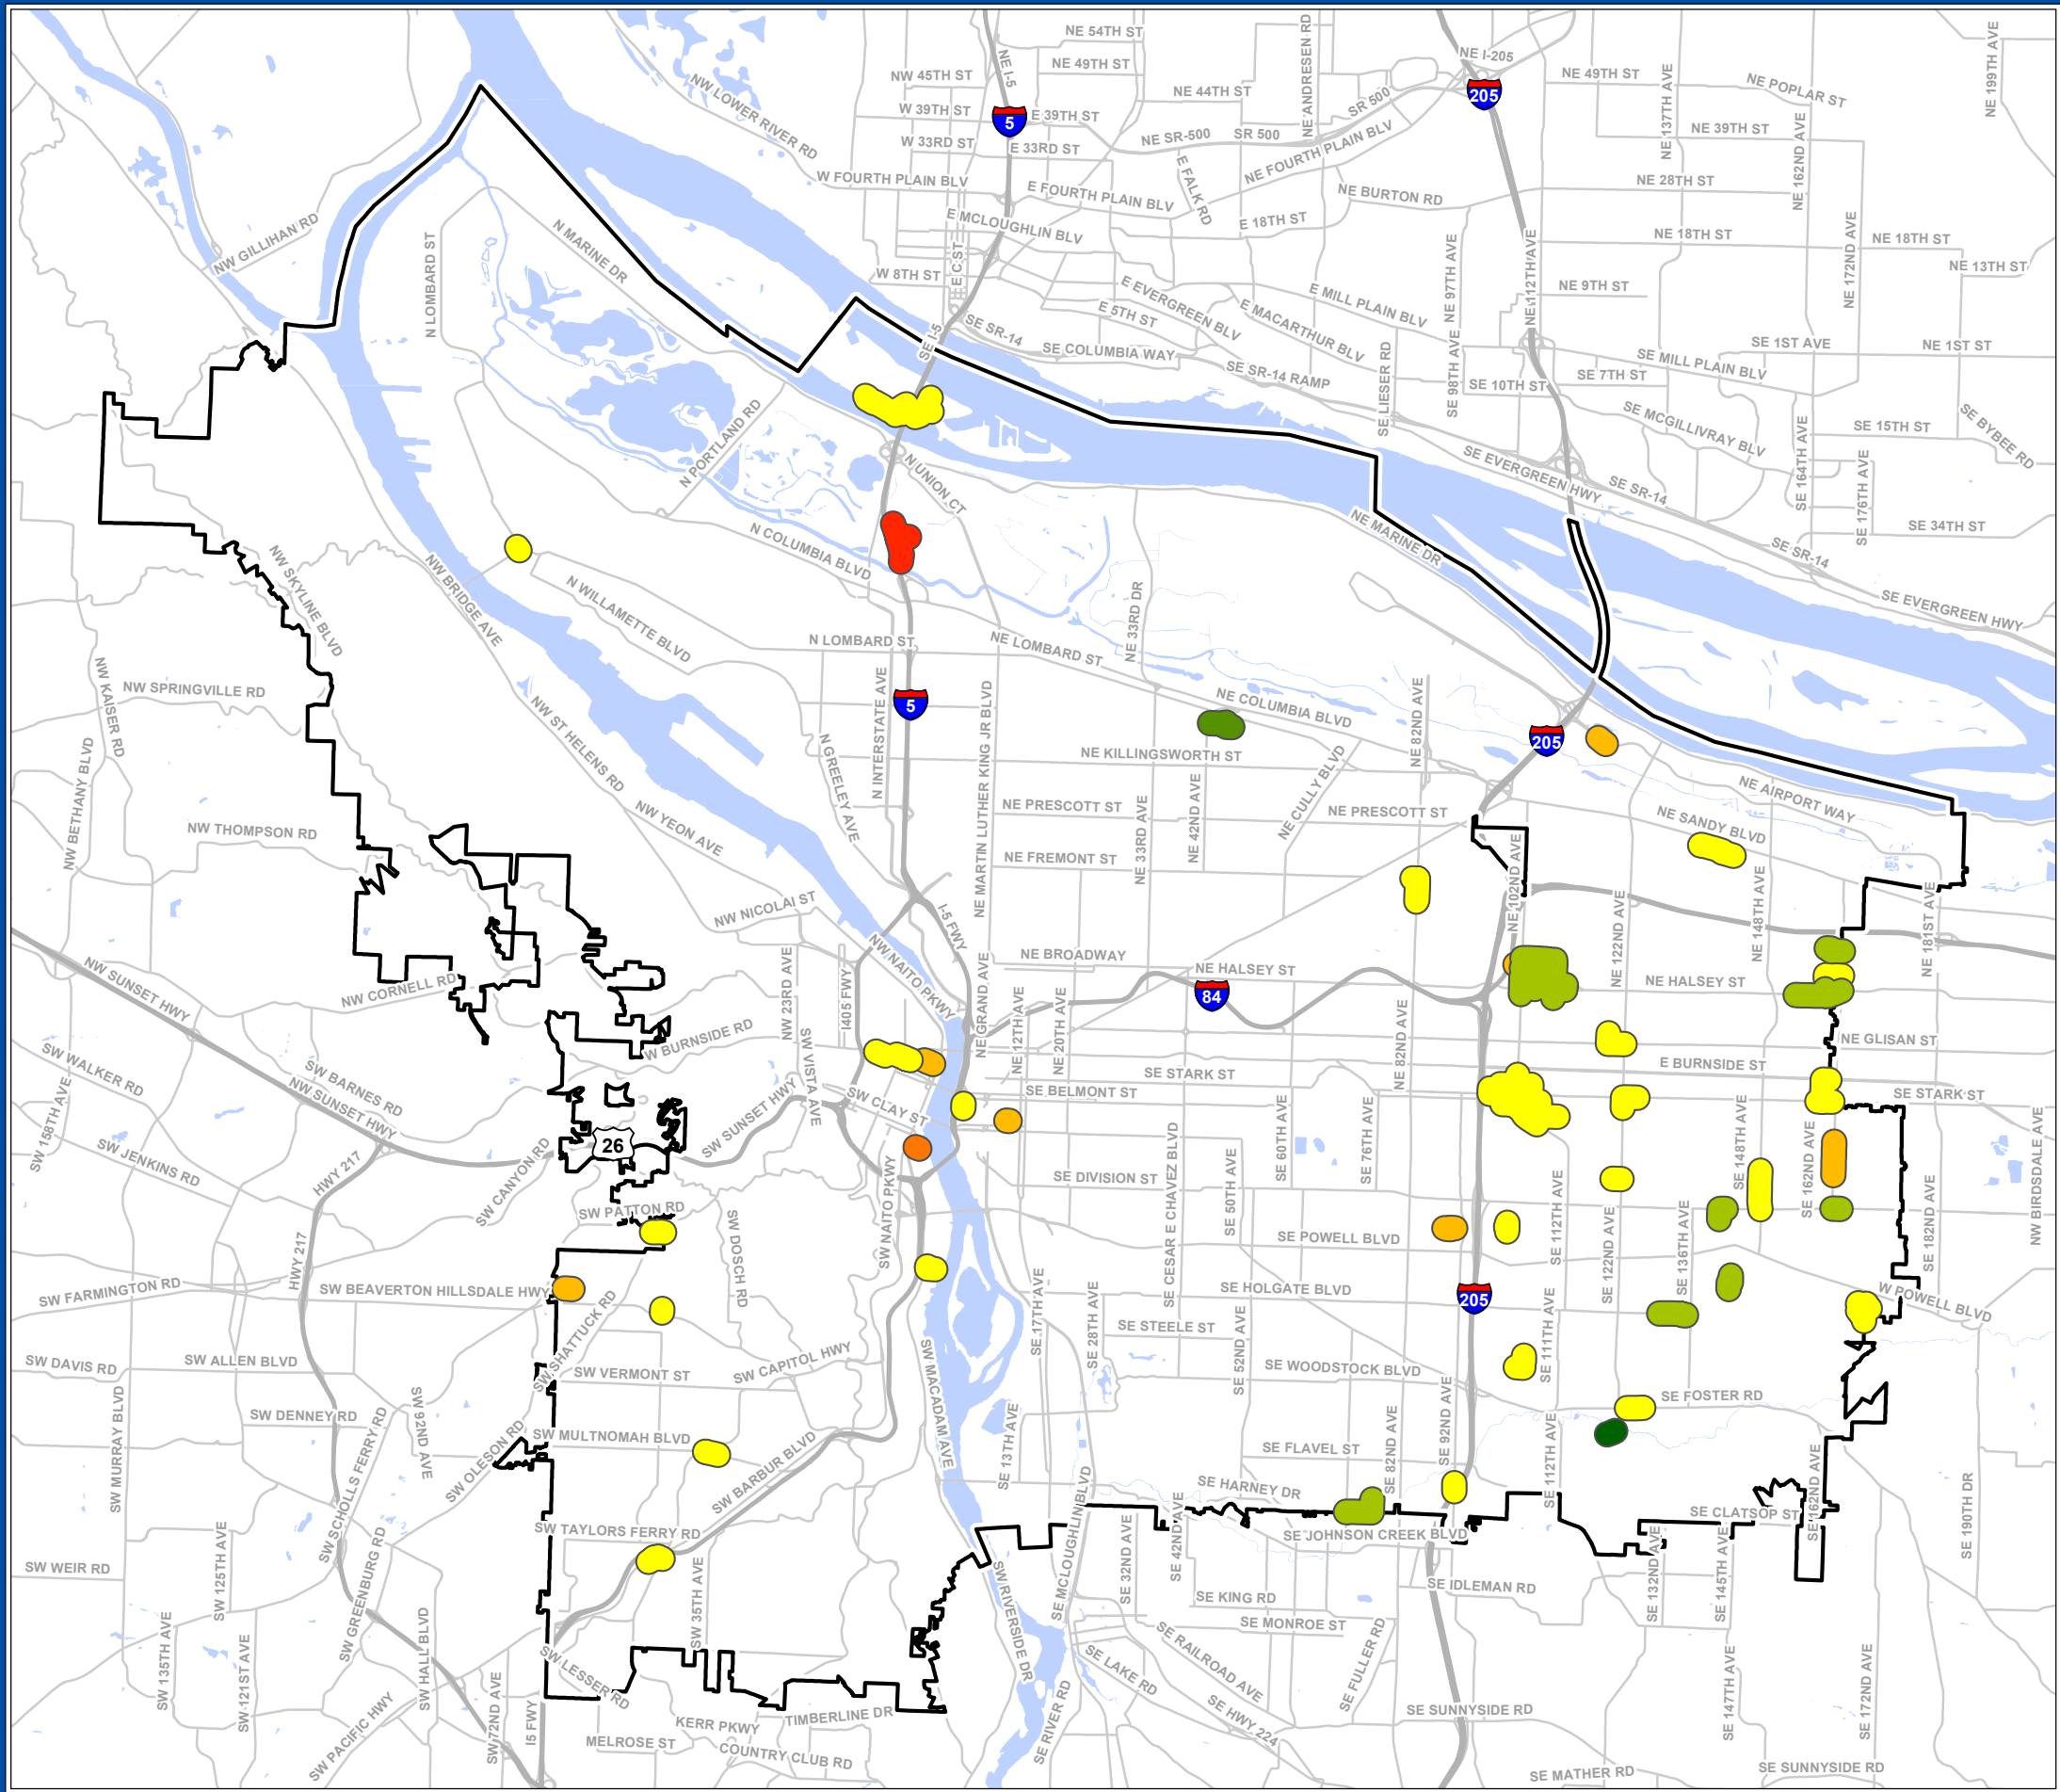 NE 54TH ST
NE I-5
NE 49TH ST
NW 45TH ST
NW LOWER RIVER RD
W 39TH ST
5
E 39TH ST
NE 44TH ST
NE ANDRESEN RD
SR 500
NE I-205
205
NE 49TH ST
NE 137TH AVE
NE POPLAR ST
NE 199TH AVE
W 33RD ST
E 33RD ST
NE SR-500
SR 500
NE FOURTH PLAIN BLV
NE 39TH ST
NE 162ND AVE
W FOURTH PLAIN BLV
E FOURTH PLAIN BLV
E FALK RD
NE BURTON RD
NE 28TH ST
NW GILLIHAN RD
N LOMBARD ST
N MARINE DR
E MCLOUGHLIN BLV
E 18TH ST
NE 97TH AVE
NE 112TH AVE
NE 18TH ST
NE 172ND AVE
NE 18TH ST
NE 13TH ST
W 8TH ST
E C ST
E EVERGREEN BLV
E MILL PLAIN BLV
NE 9TH ST
E 5TH ST
E MACARTHUR BLV
SE I-5
SE SR-14
SE COLUMBIA WAY
SE SR-14 RAMP
SE LIESER RD
SE 98TH AVE
SE 10TH ST
SE 7TH ST
SE MILL PLAIN BLV
SE 1ST AVE
NE 1ST ST
N PORTLAND RD
SE MCGILLIVRAY BLV
SE 164TH AVE
SE 15TH ST
SE BYBEE RD
N UNION CT
SE EVERGREEN HWY
SE SR-14
SE 176TH AVE
SE 34TH ST
NW SKYLINE BLVD
NW BRIDGE AVE
N COLUMBIA BLVD
NE MARINE DR
SE SR-14
SE EVERGREEN HWY
N WILLAMETTE BLVD
NE 33RD DR
N LOMBARD ST
NE LOMBARD ST
NW KAISER RD
NW SPRINGVILLE RD
NW ST HELENS RD
N INTERSTATE AVE
5
NE MARTIN LUTHER KING JR BLVD
NE COLUMBIA BLVD
NE 82ND AVE
205
NW BETHANY BLVD
N GREELEY AVE
NE KILLINGSWORTH ST
NE CULLY BLVD
NE AIRPORT WAY
NW THOMPSON RD
NW YEON AVE
NE PRESCOTT ST
NE 33RD AVE
NE 42ND AVE
NE PRESCOTT ST
NE SANDY BLVD
NE FREMONT ST
NE 102ND AVE
NE 122ND AVE
NE 148TH AVE
NE 181ST AVE
NW NICOLAI ST
I-5 FWY
NW SUNSET HWY
NW CORNELL RD
NW 23RD AVE
I405 FWY
NW NAITO PKWY
NE GRAND AVE
NE BROADWAY
NE HALSEY ST
84
NE HALSEY ST
NE 12TH AVE
NE 20TH AVE
NE 82ND AVE
SW WALKER RD
SW 158TH AVE
SW BARNES RD
NW SUNSET HWY
W BURNSIDE RD
SW VISTA AVE
NE GLISAN ST
E BURNSIDE ST
SE STARK ST
SE BELMONT ST
SE STARK ST
SW CLAY ST
SW JENKINS RD
HWY 217
SW CANYON RD
26
SW SUNSET HWY
SE CESAR E CHAVEZ BLVD
SE 60TH AVE
SE 76TH AVE
SE 148TH AVE
SE 162ND AVE
NW BIRDSDALE AVE
SW PATTON RD
SW NAITO PKWY
SE DIVISION ST
SE 50TH AVE
SE 112TH AVE
SE 122ND AVE
SE 136TH AVE
SE 182ND AVE
SW DOSCH RD
SE POWELL BLVD
SW FARMINGTON RD
HWY 217
SW BEAVERTON HILLSDALE HWY
SW SHATTUCK RD
SE 17TH AVE
SE 28TH AVE
SE HOLGATE BLVD
205
W POWELL BLVD
SE STEELE ST
SE 52ND AVE
SE 111TH AVE
SW DAVIS RD
SW ALLEN BLVD
SW VERMONT ST
SW CAPITOL HWY
SW MACADAM AVE
SE WOODSTOCK BLVD
SE 92ND AVE
SE FOSTER RD
SW MURRAY BLVD
SW DENNEY RD
SW SCHOLLS FERRY RD
SW 92ND AVE
SW OLESON RD
SW MULTNOMAH BLVD
SW BARBUR BLVD
SE 13TH AVE
SE FLAVEL ST
SE 82ND AVE
SE 112TH AVE
SE 162ND AVE
SE HARNEY DR
SE MCLOUGHLIN BLVD
SE 42ND AVE
SE CLATSOP ST
SE 190TH DR
SW TAYLORS FERRY RD
SE JOHNSON CREEK BLVD
SW WEIR RD
SW 125TH AVE
SW GREENBURG RD
SW 35TH AVE
SE 32ND AVE
SE IDLEMAN RD
SE 132ND AVE
SE 145TH AVE
SW RIVERSIDE DR
SE KING RD
SE MONROE ST
SW 135TH AVE
SW 121ST AVE
SW HALL BLVD
SW LESSER RD
SE RAILROAD AVE
SE LAKE RD
SE FULLER RD
SE 147TH AVE
SE 172ND AVE
SW PACIFIC HWY
SW 72ND AVE
I5 FWY
KERR PKWY
TIMBERLINE DR
SE RIVER RD
SE HWY 224
SE SUNNYSIDE RD
MELROSE ST
COUNTRY CLUB RD
SE MATHER RD
SE SUNNYSIDE RD